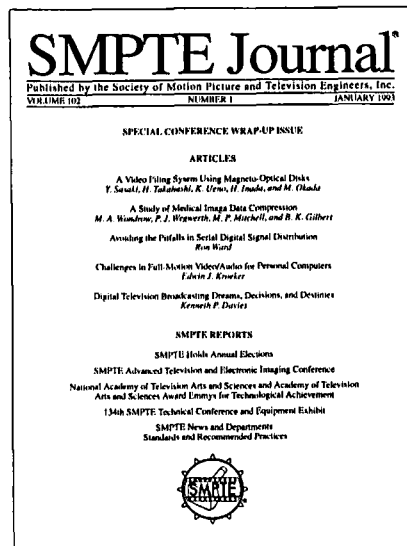 SMPTE Journal®
Published by the Society of Motion Picture and Television Engineers, Inc.
VOLUME 102 NUMBER 1 JANUARY 1993
SPECIAL CONFERENCE WRAP-UP ISSUE
ARTICLES
A Video Filing System Using Magneto-Optical Disks
Y. Sasaki, H. Takahashi, K. Ueno, H. Inada, and M. Okada
A Study of Medical Image Data Compression
M. A. Wondrow, P. J. Wegwerth, M. P. Mitchell, and B. K. Gilbert
Avoiding the Pitfalls in Serial Digital Signal Distribution
Ron Ward
Challenges in Full-Motion Video/Audio for Personal Computers
Edwin J.
Digital Television Broadcasting Dreams, Decisions, and Destinies
Kenneth P. Davies
SMPTE REPORTS
SMPTE Holds Annual Elections
SMPTE Advanced Television and Electronic Imaging Conference
National Academy of Television Arts and Sciences and Academy of Television
Arts and Sciences Award Emmys for Technological Achievement
134th SMPTE Technical Conference and Equipment Exhibit
SMPTE News and Departments
Standards and Recommended Practices
SMPTE